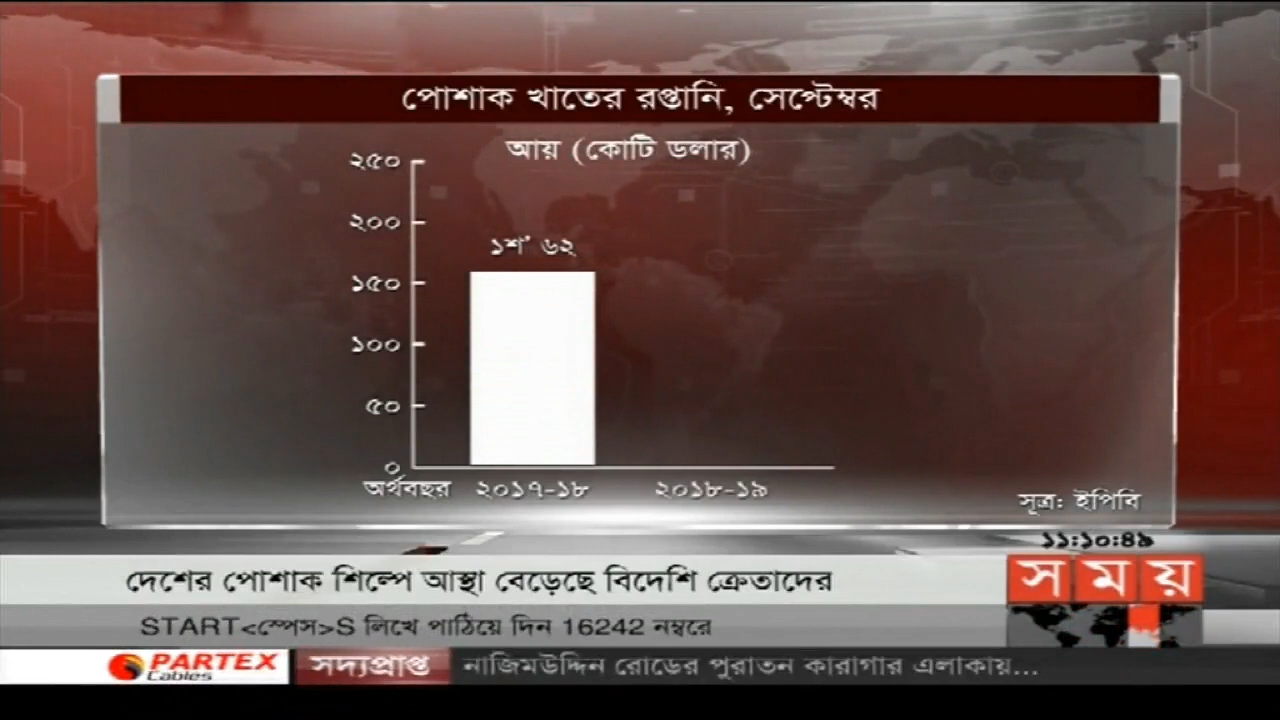 পোশাক খাতের রপ্তানি, সেপ্টেম্বর
আয় (কোটি ডলার)
২৫০
২০০
১শ' ৬২
১৫০
১০০
৫০
০
অর্থবছর ২০১৭-১৮ ২০১৮-১৯
সূত্র: ইপিবি
১১:১০:৪৯
দেশের পোশাক শিল্পে আস্থা বেড়েছে বিদেশি ক্রেতাদের
সময়
START<স্পেস>S লিখে পাঠিয়ে দিন 16242 নম্বরে
PARTEX
Cables
সদ্যপ্রাপ্ত নাজিমউদ্দিন রোডের পুরাতন কারাগার এলাকায়...